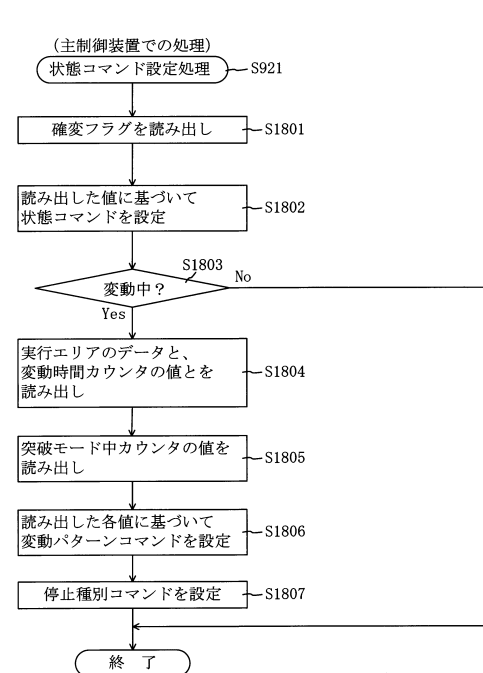 (主制御装置での処理)
状態コマンド設定処理
S921
確変フラグを読み出し
S1801
読み出した値に基づいて
状態コマンドを設定
S1802
S1803
変動中?
No
Yes
実行エリアのデータと、
変動時間カウンタの値とを
読み出し
S1804
突破モード中カウンタの値を
読み出し
S1805
読み出した各値に基づいて
変動パターンコマンドを設定
S1806
停止種別コマンドを設定
S1807
終 了